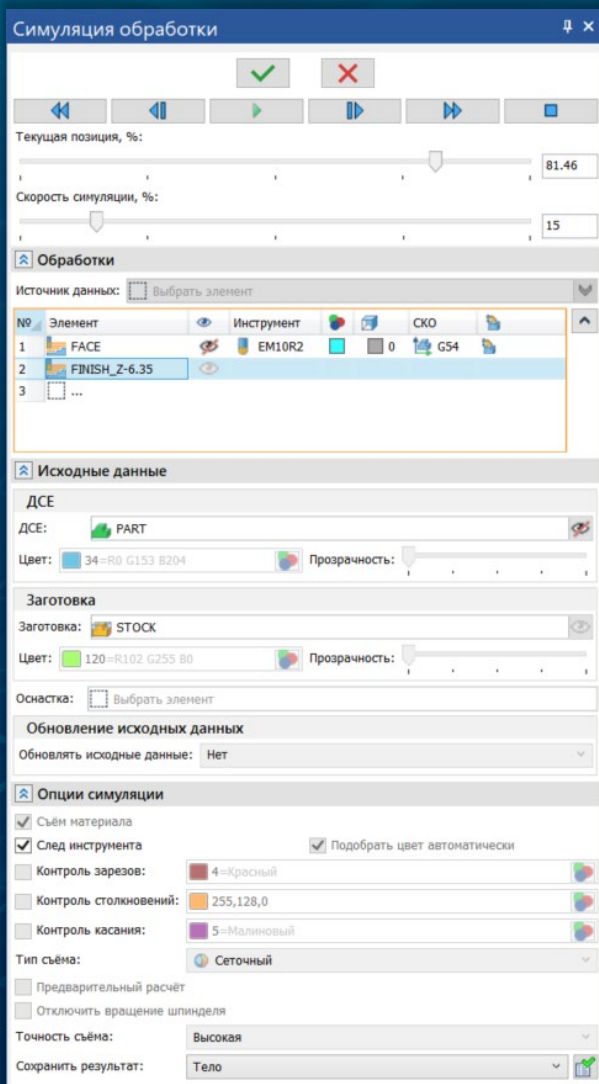 Симуляция обработки
Текущая позиция, %:
81.46
Скорость симуляции, %:
15
Обработки
Источник данных: Выбрать элемент
№ Элемент Инструмент СКО
1 FACE EM10R2 0 G54
2 FINISH_Z-6.35
3 ...
Исходные данные
ДСЕ
ДСЕ: PART
Цвет: 34=R0 G153 B204 Прозрачность:
Заготовка
Заготовка: STOCK
Цвет: 120=R102 G255 B0 Прозрачность:
Оснастка: Выбрать элемент
Обновление исходных данных
Обновлять исходные данные: Нет
Опции симуляции
Съём материала
След инструмента Подобрать цвет автоматически
Контроль зарезов: 4=Красный
Контроль столкновений: 255,128,0
Контроль касания: 5=Малиновый
Тип съёма: Сеточный
Предварительный расчёт
Отключить вращение шпинделя
Точность съёма: Высокая
Сохранить результат: Тело